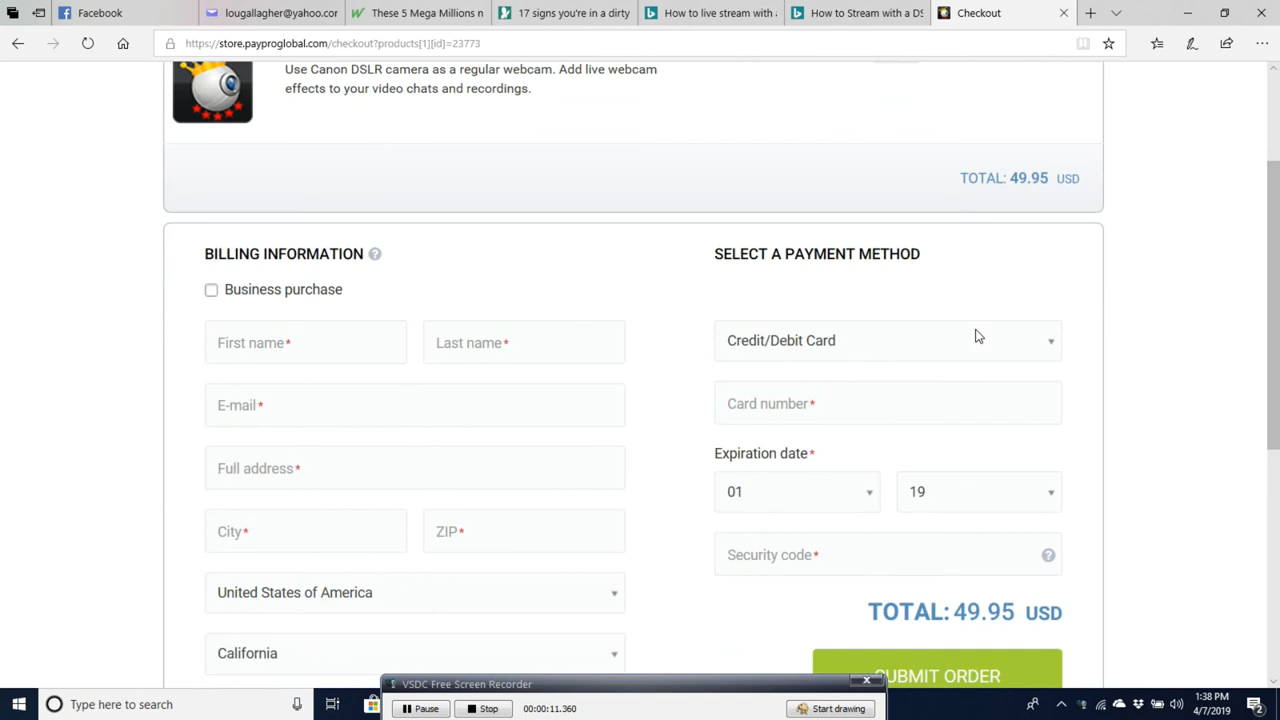 Facebook
lougallagher@yahoo.cor
These 5 Mega Millions n
17 signs you're in a dirty
How to live stream with a
How to Stream with a DS
Checkout
https://store.payproglobal.com/checkout?products[1][id]=23773
Use Canon DSLR camera as a regular webcam. Add live webcam
effects to your video chats and recordings.
TOTAL: 49.95 USD
BILLING INFORMATION ?
SELECT A PAYMENT METHOD
Business purchase
First name*
Last name*
Credit/Debit Card
E-mail*
Card number*
Full address*
Expiration date*
01
19
City*
ZIP*
Security code*
?
United States of America
TOTAL: 49.95 USD
California
SUBMIT ORDER
VSDC Free Screen Recorder
Pause
Stop
00:00:11.360
Start drawing
Type here to search
1:38 PM
4/7/2019
2